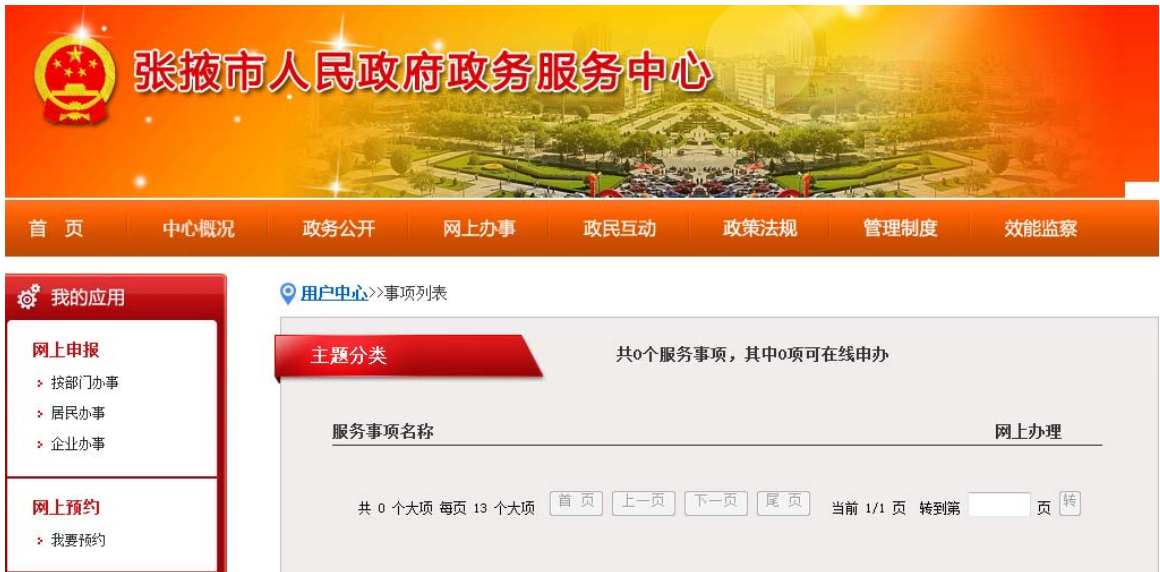 张掖市人民政府政务服务中心
首 页 中心概况 政务公开 网上办事 政民互动 政策法规 管理制度 效能监察
我的应用
用户中心>>事项列表
网上申报
按部门办事
居民办事
企业办事
网上预约
我要预约
主题分类 共0个服务事项，其中0项可在线申办
服务事项名称 网上办理
共 0 个大项 每页 13 个大项 首 页 上一页 下一页 尾 页 当前 1/1 页 转到第 页 转